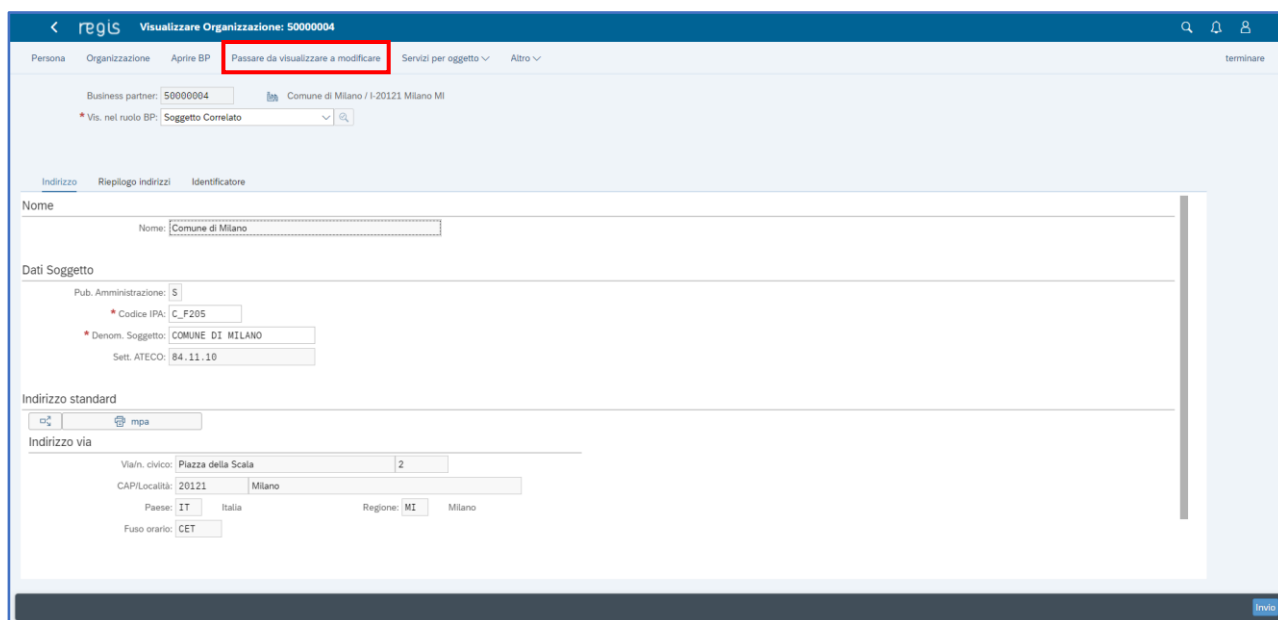 regis Visualizzare Organizzazione: 50000004
Persona Organizzazione Aprire BP Passare da visualizzare a modificare Servizi per oggetto Altro terminare
Business partner: 50000004 Comune di Milano / I-20121 Milano MI
* Vis. nel ruolo BP: Soggetto Correlato
Indirizzo Riepilogo indirizzi Identificatore
Nome
Nome: Comune di Milano
Dati Soggetto
Pub. Amministrazione: S
* Codice IPA: C_F205
* Denom. Soggetto: COMUNE DI MILANO
Sett. ATECO: 84.11.10
Indirizzo standard
mpa
Indirizzo via
Via/n. civico: Piazza della Scala 2
CAP/Località: 20121 Milano
Paese: IT Italia Regione: MI Milano
Fuso orario: CET
Invio